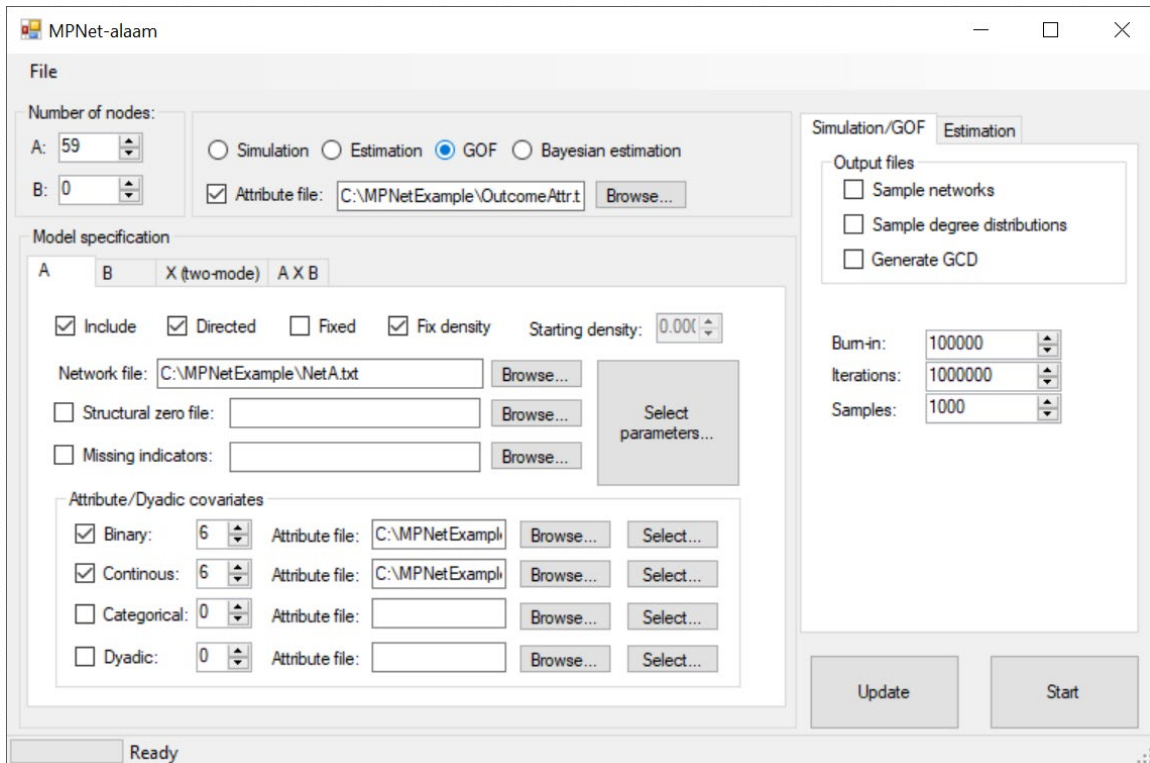 MPNet-alaam
File
Number of nodes:
A: 59
B: 0
Simulation Estimation GOF Bayesian estimation
Attribute file: C:\MPNetExample\OutcomeAttr.t Browse...
Model specification
A B X (two-mode) A X B
Include Directed Fixed Fix density Starting density: 0.00(
Network file: C:\MPNetExample\NetA.txt Browse...
Structural zero file: Browse...
Missing indicators: Browse...
Select
parameters...
Attribute/Dyadic covariates
Binary: 6 Attribute file: C:\MPNetExampl Browse... Select...
Continous: 6 Attribute file: C:\MPNetExampl Browse... Select...
Categorical: 0 Attribute file: Browse... Select...
Dyadic: 0 Attribute file: Browse... Select...
Simulation/GOF Estimation
Output files
Sample networks
Sample degree distributions
Generate GCD
Burn-in: 100000
Iterations: 1000000
Samples: 1000
Update Start
Ready